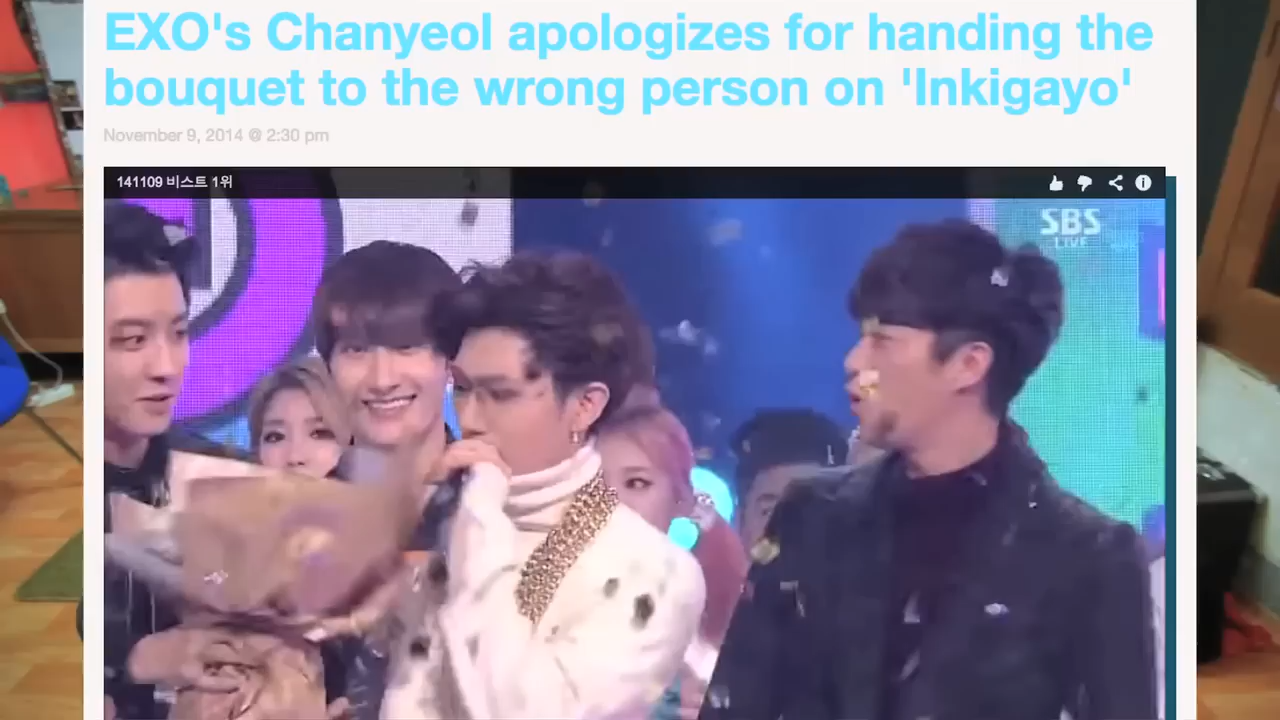 EXO's Chanyeol apologizes for handing the
bouquet to the wrong person on 'Inkigayo'
November 9, 2014 @ 2:30 pm
141109 비스트 1위
SBS
LIVE